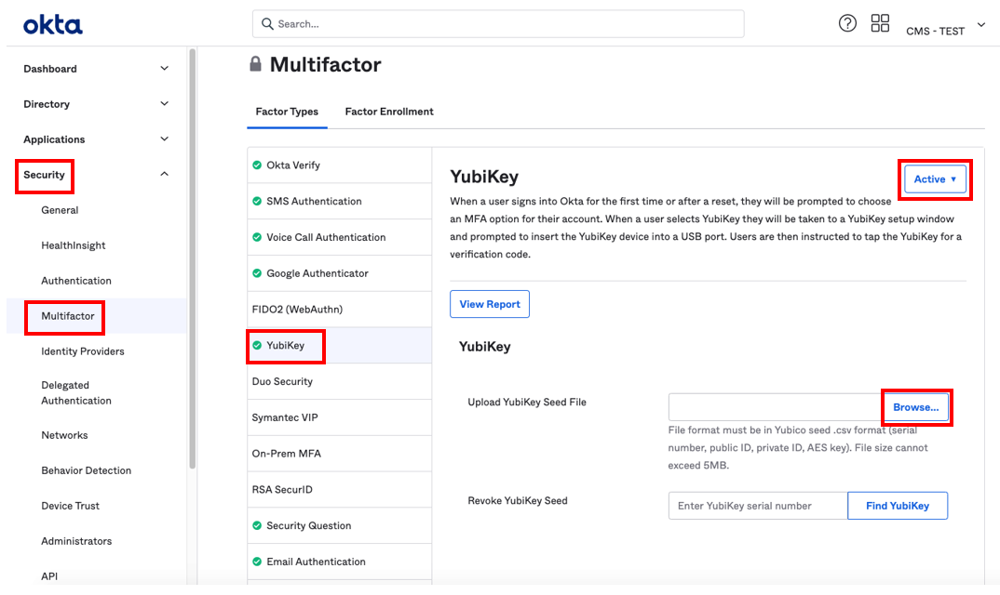 okta
Search...
CMS - TEST
Dashboard
Directory
Applications
Security
General
HealthInsight
Authentication
Multifactor
Identity Providers
Delegated
Authentication
Networks
Behavior Detection
Device Trust
Administrators
API
Multifactor
Factor Types
Factor Enrollment
Okta Verify
SMS Authentication
Voice Call Authentication
Google Authenticator
FIDO2 (WebAuthn)
YubiKey
Duo Security
Symantec VIP
On-Prem MFA
RSA SecurID
Security Question
Email Authentication
YubiKey
Active
When a user signs into Okta for the first time or after a reset, they will be prompted to choose
an MFA option for their account. When a user selects YubiKey they will be taken to a YubiKey setup window
and prompted to insert the YubiKey device into a USB port. Users are then instructed to tap the YubiKey for a
verification code.
View Report
YubiKey
Upload YubiKey Seed File
Browse...
File format must be in Yubico seed .csv format (serial
number, public ID, private ID, AES key). File size cannot
exceed 5MB.
Revoke YubiKey Seed
Enter YubiKey serial number
Find YubiKey